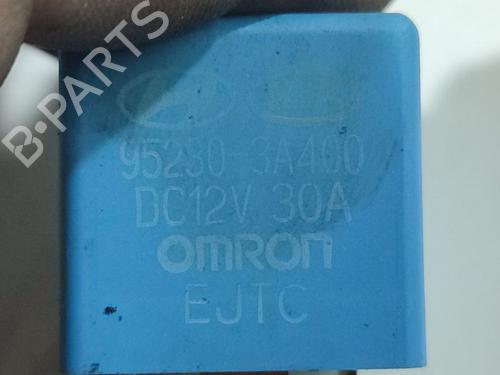 95230-3A400
DC12V 30A
OMRON
EJTC
B-PARTS